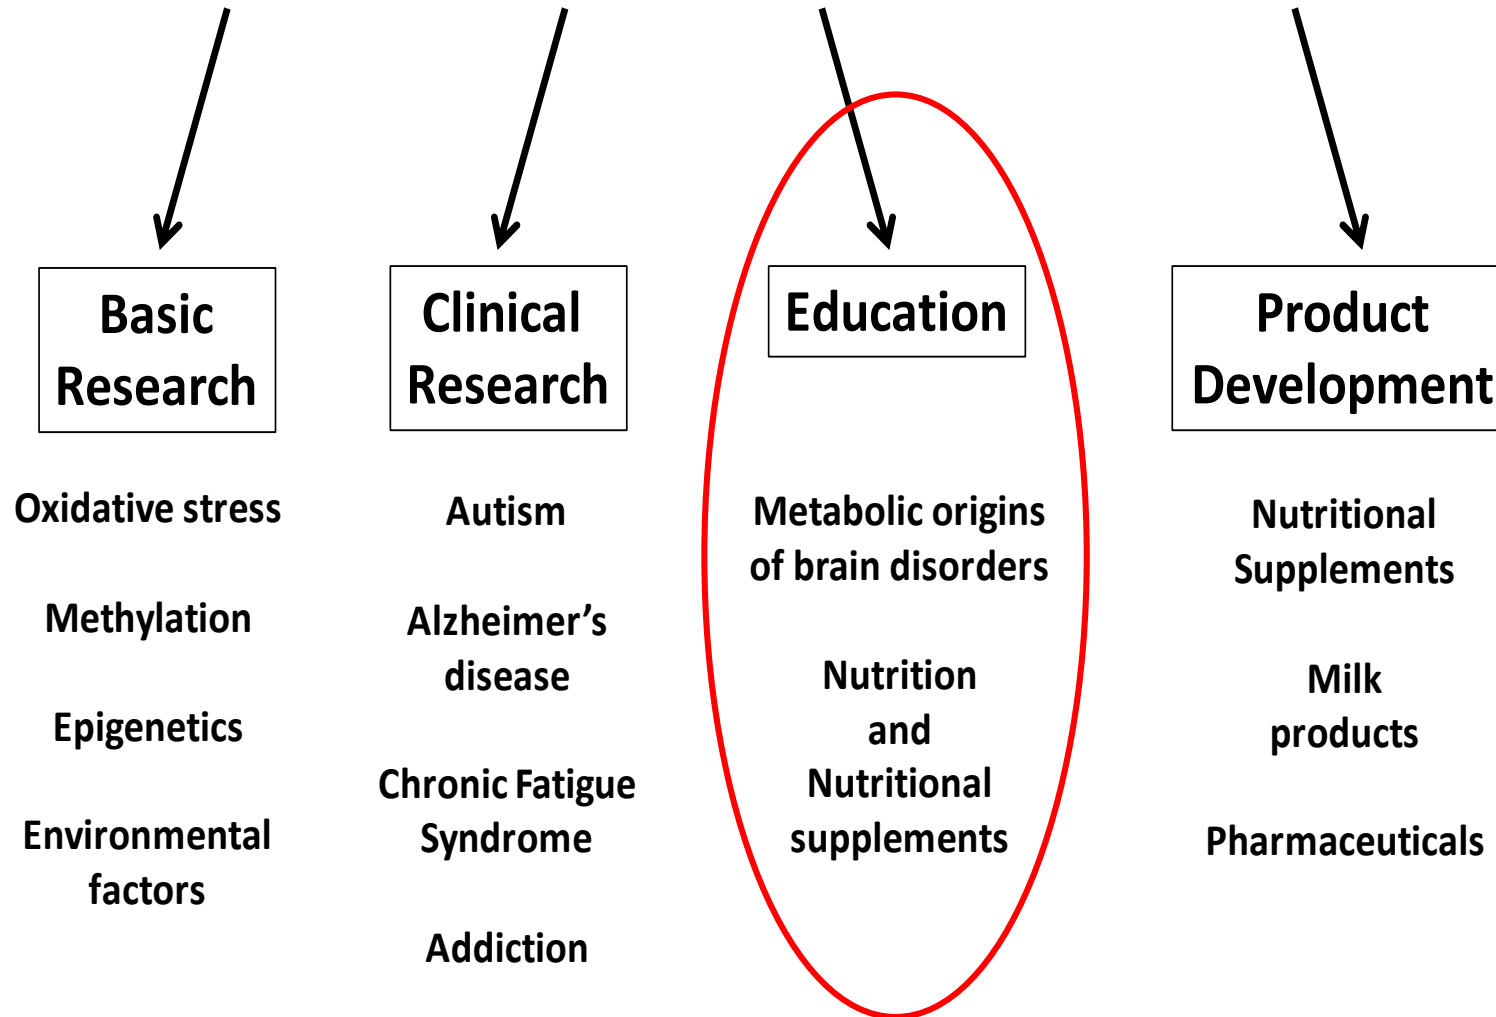 Basic
Research
Clinical
Research
Education
Product
Development
Oxidative stress
Methylation
Epigenetics
Environmental
factors
Autism
Alzheimer’s
disease
Chronic Fatigue
Syndrome
Addiction
Metabolic origins
of brain disorders
Nutrition
and
Nutritional
supplements
Nutritional
Supplements
Milk
products
Pharmaceuticals